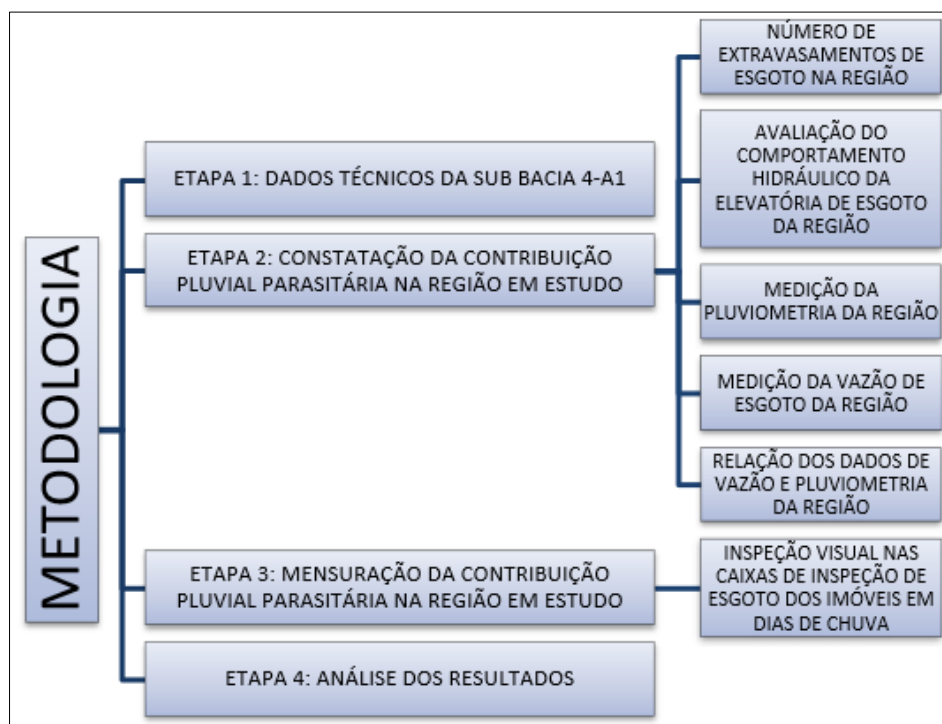 METODOLOGIA
ETAPA 1: DADOS TÉCNICOS DA SUB BACIA 4-A1
ETAPA 2: CONSTATAÇÃO DA CONTRIBUIÇÃO
PLUVIAL PARASITÁRIA NA REGIÃO EM ESTUDO
NÚMERO DE
EXTRAVASAMENTOS DE
ESGOTO NA REGIÃO
AVALIAÇÃO DO
COMPORTAMENTO
HIDRÁULICO DA
ELEVATÓRIA DE ESGOTO
DA REGIÃO
MEDIÇÃO DA
PLUVIOMETRIA DA REGIÃO
MEDIÇÃO DA VAZÃO DE
ESGOTO DA REGIÃO
RELAÇÃO DOS DADOS DE
VAZÃO E PLUVIOMETRIA
DA REGIÃO
ETAPA 3: MENSURAÇÃO DA CONTRIBUIÇÃO
PLUVIAL PARASITÁRIA NA REGIÃO EM ESTUDO
INSPEÇÃO VISUAL NAS
CAIXAS DE INSPEÇÃO DE
ESGOTO DOS IMÓVEIS EM
DIAS DE CHUVA
ETAPA 4: ANÁLISE DOS RESULTADOS